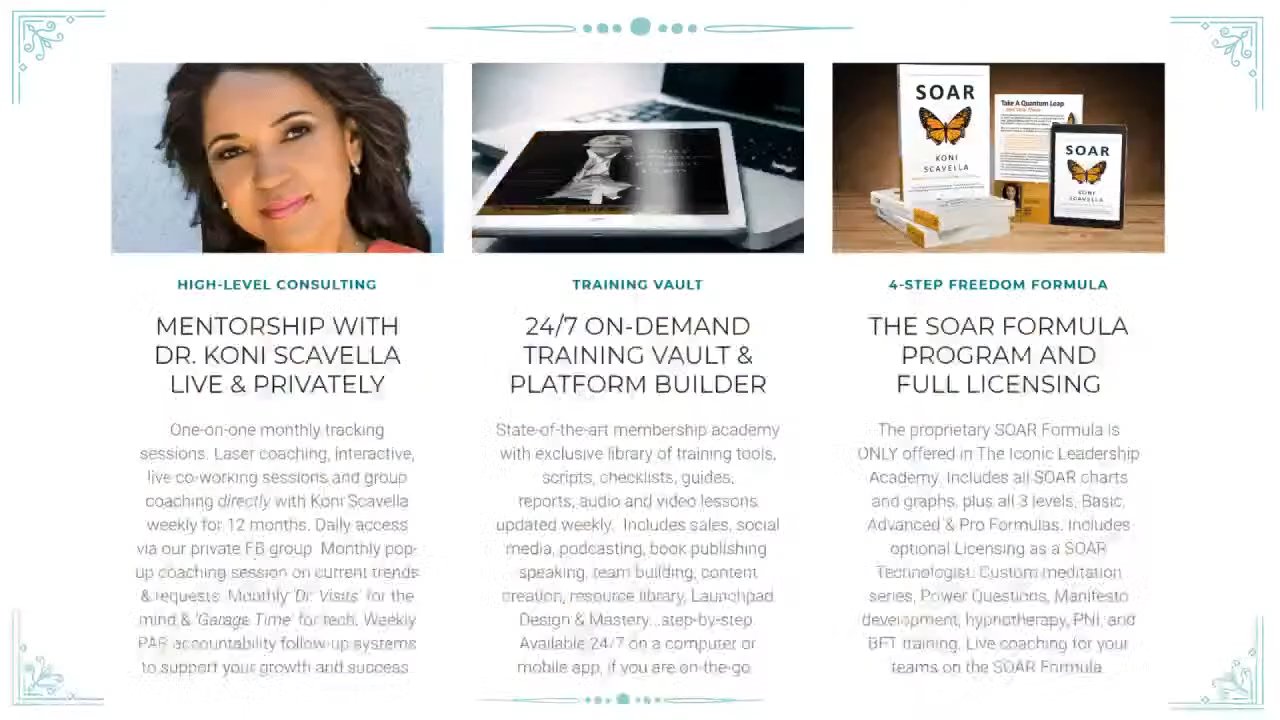 SOAR
KONI
SCAVELLA
Take A Quantum Leap
SOAR
KONI
SCAVELLA
HIGH-LEVEL CONSULTING
MENTORSHIP WITH
DR. KONI SCAVELLA
LIVE & PRIVATELY
One-on-one monthly tracking
sessions. Laser coaching, interactive,
live co-working sessions and group
coaching directly with Koni Scavella
weekly for 12 months. Daily access
via our private FB group. Monthly pop-
up coaching session on current trends
& requests. Monthly 'Dr. Visits' for the
mind & 'Garage Time' for tech. Weekly
PAR accountability follow-up systems
to support your growth and success.
TRAINING VAULT
24/7 ON-DEMAND
TRAINING VAULT &
PLATFORM BUILDER
State-of-the-art membership academy
with exclusive library of training tools,
scripts, checklists, guides,
reports, audio and video lessons
updated weekly. Includes sales, social
media, podcasting, book publishing
speaking, team building, content
creation, resource library, Launchpad
Design & Mastery...step-by-step.
Available 24/7 on a computer or
mobile app, if you are on-the-go.
4-STEP FREEDOM FORMULA
THE SOAR FORMULA
PROGRAM AND
FULL LICENSING
The proprietary SOAR Formula is
ONLY offered in The Iconic Leadership
Academy. Includes all SOAR charts
and graphs, plus all 3 levels, Basic,
Advanced & Pro Formulas. Includes
optional Licensing as a SOAR
Technologist. Custom meditation
series, Power Questions, Manifesto
development, hypnotherapy, PNI, and
BFT training. Live coaching for your
teams on the SOAR Formula.